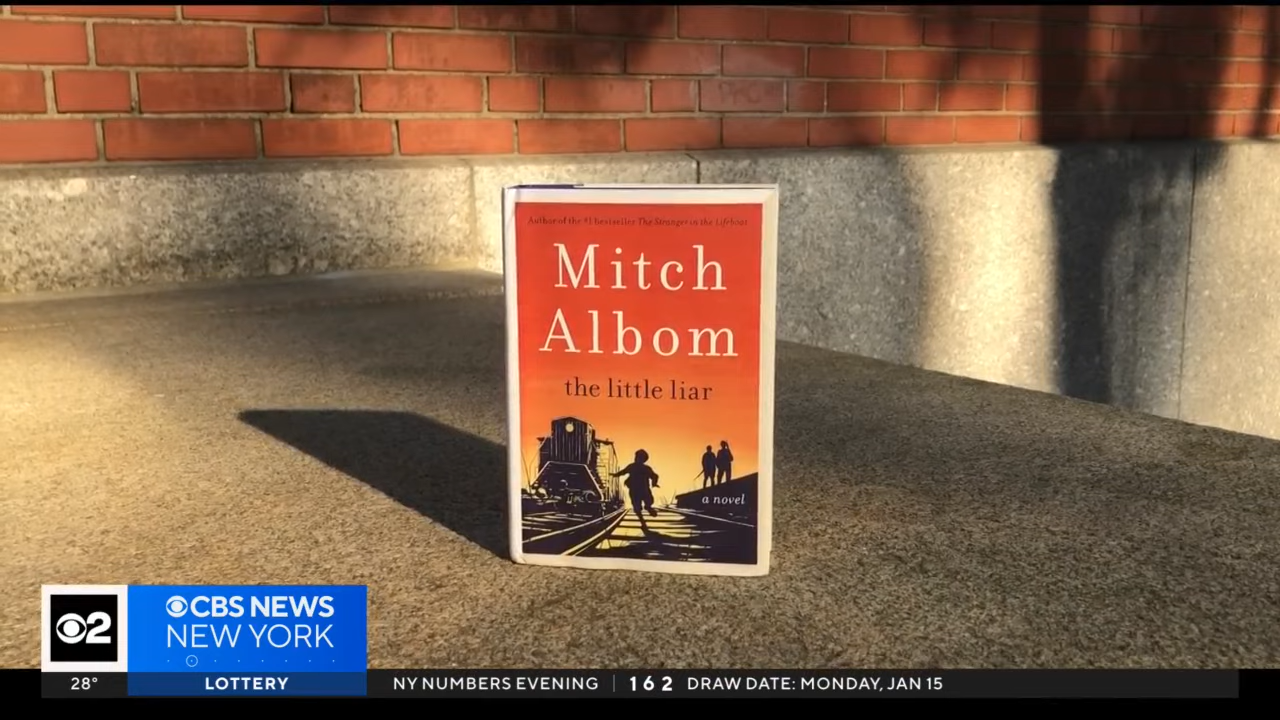 Author of the #1 bestseller The Stranger in the Lifeboat
Mitch
Albom
the little liar
a novel
2
CBS NEWS
NEW YORK
28° LOTTERY NY NUMBERS EVENING | 1 6 2 DRAW DATE: MONDAY, JAN 15